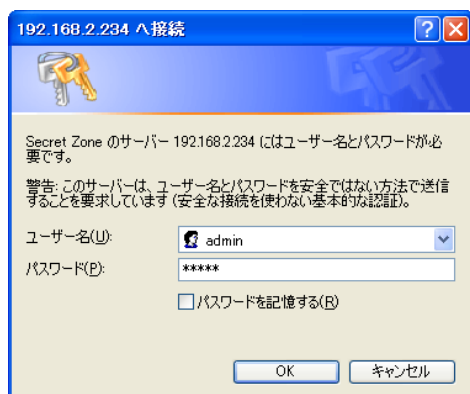 192.168.2.234 へ接続
Secret Zone のサーバー 192.168.2.234 にはユーザー名とパスワードが必
要です。
警告: このサーバーは、ユーザー名とパスワードを安全ではない方法で送信
することを要求しています (安全な接続を使わない基本的な認証)。
ユーザー名(U):
admin
パスワード(P):
*****
パスワードを記憶する(R)
OK
キャンセル